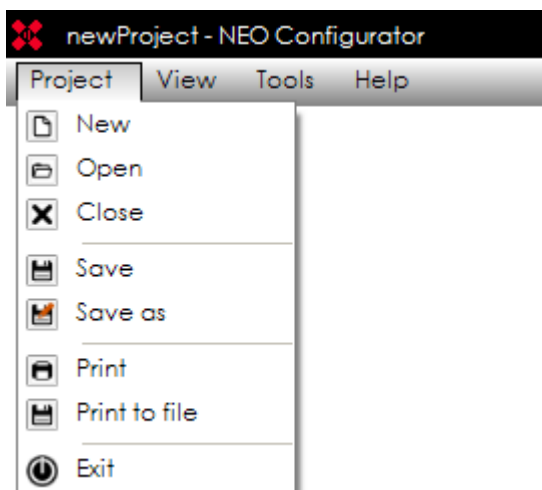 newProject - NEO Configurator
Project View Tools Help
New
Open
Close
Save
Save as
Print
Print to file
Exit